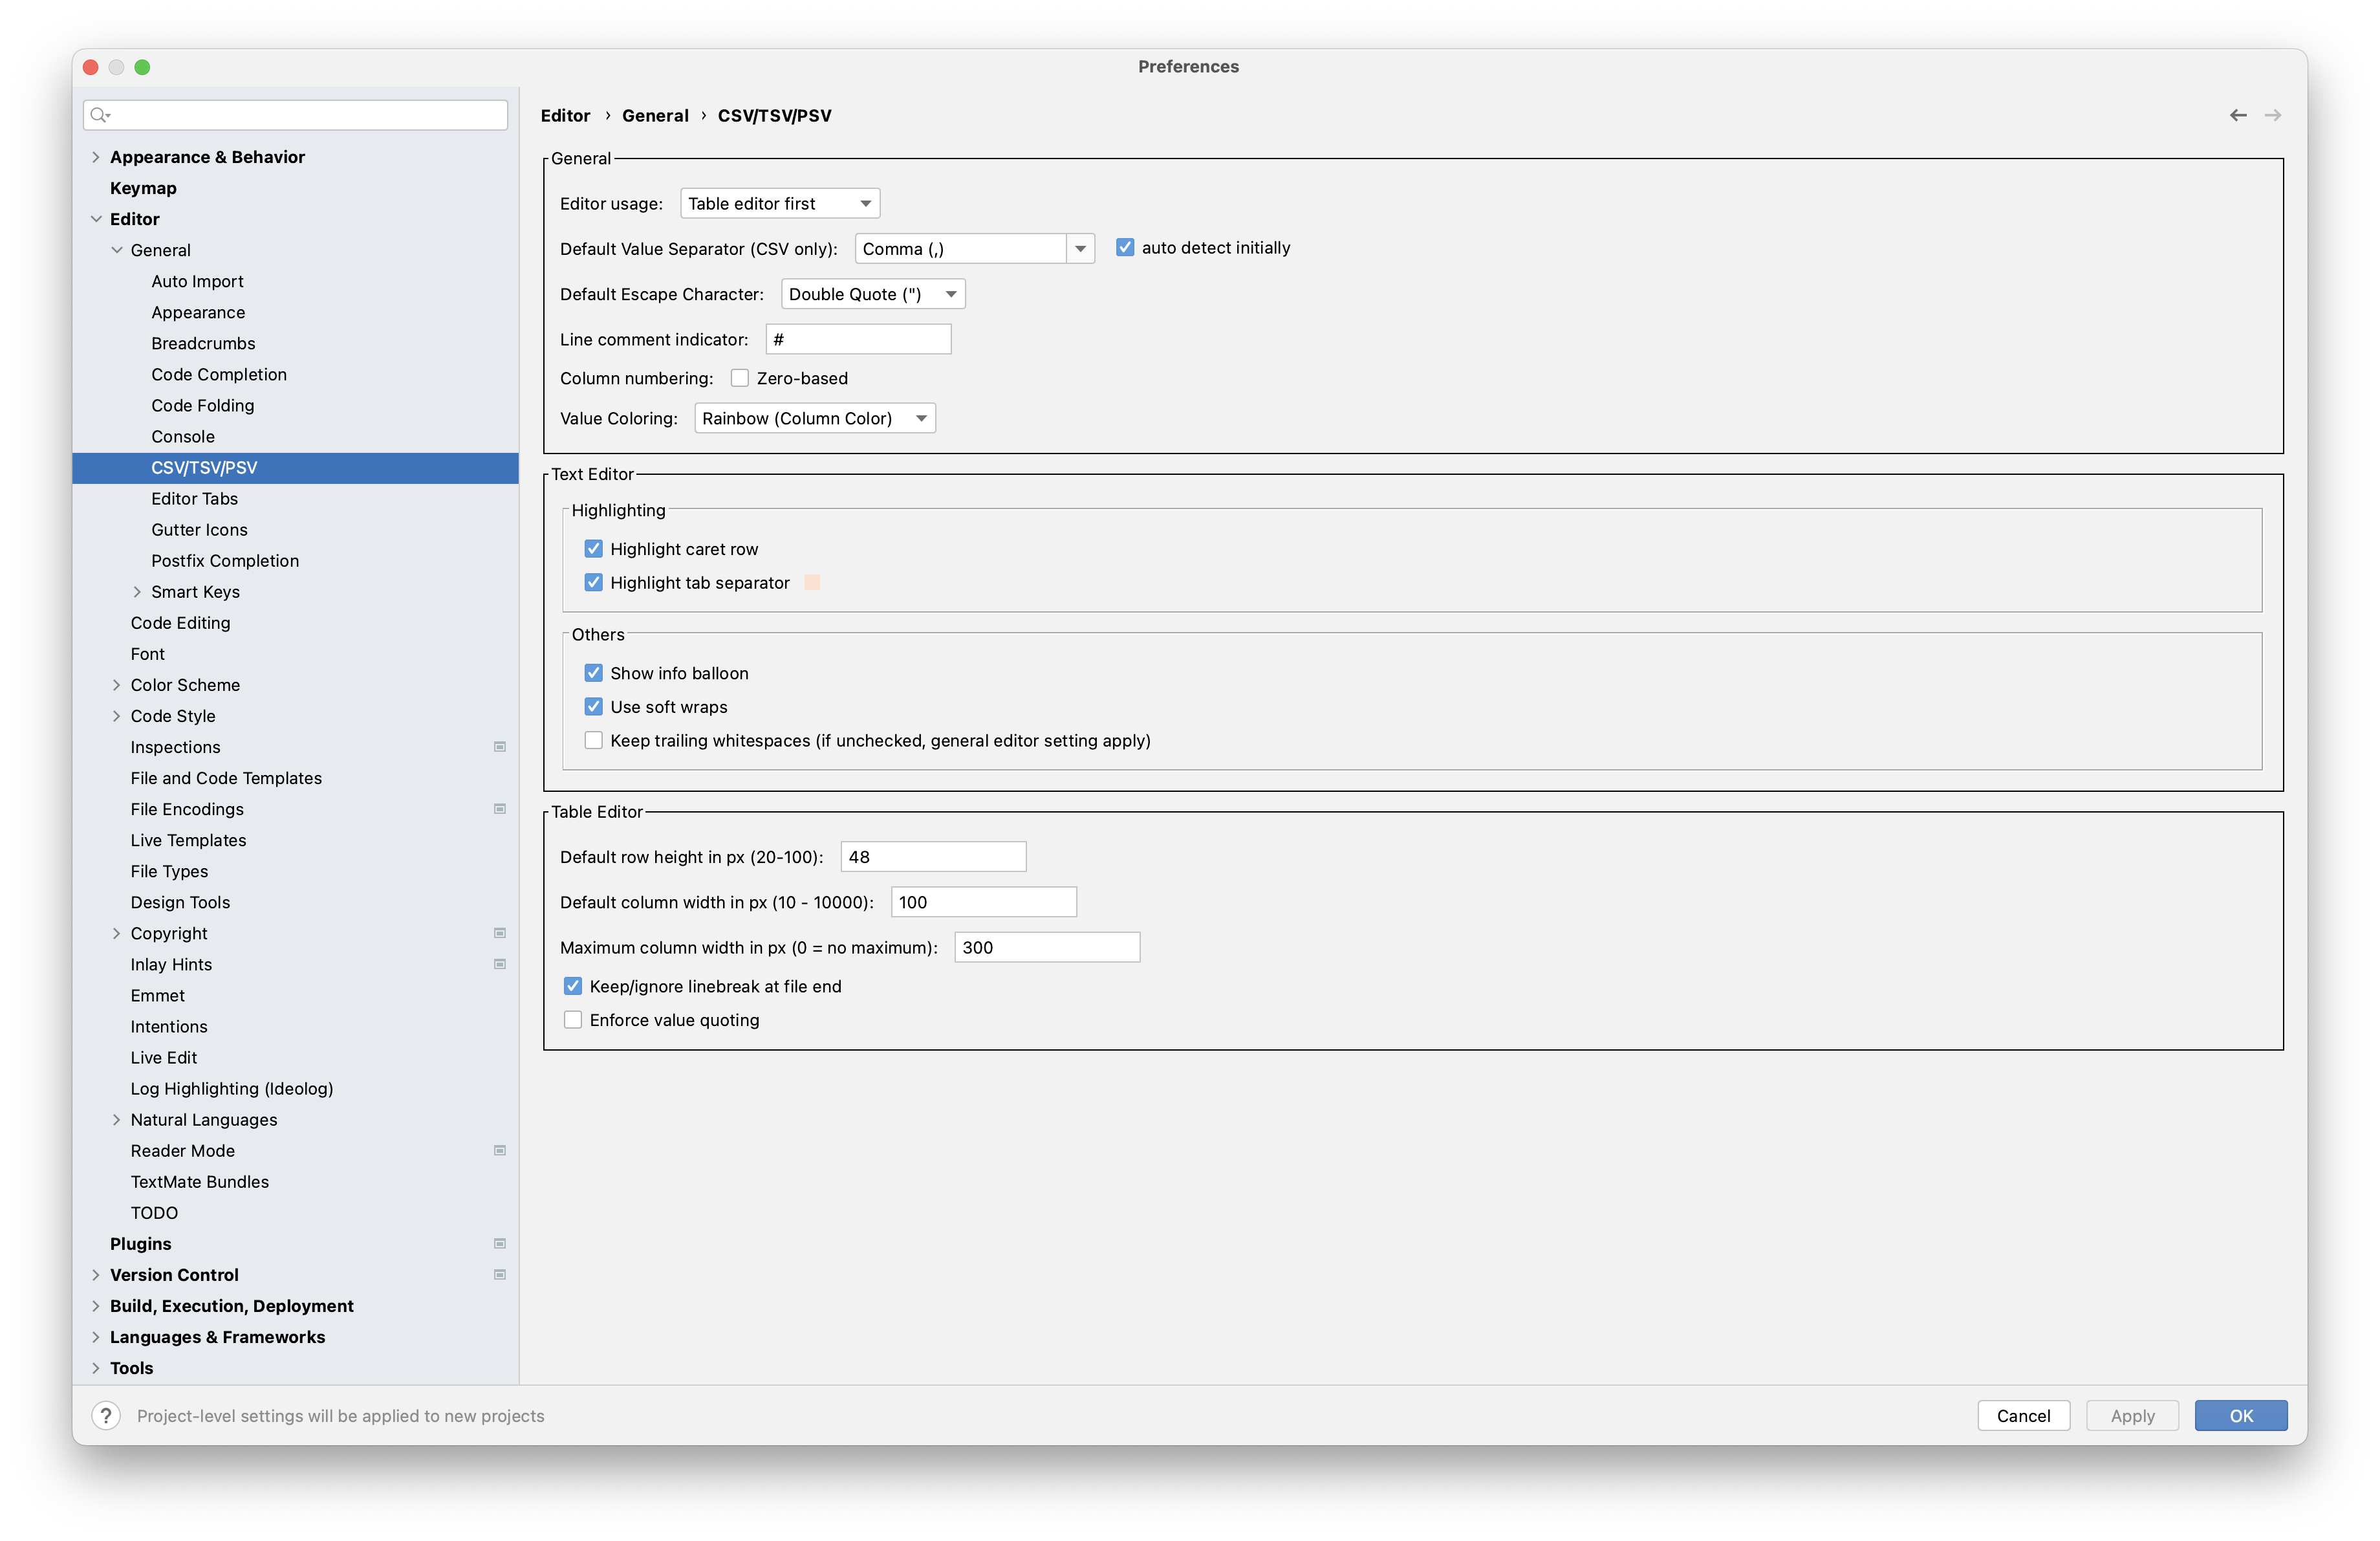 Preferences
Appearance & Behavior
Keymap
Editor
General
Auto Import
Appearance
Breadcrumbs
Code Completion
Code Folding
Console
CSV/TSV/PSV
Editor Tabs
Gutter Icons
Postfix Completion
Smart Keys
Code Editing
Font
Color Scheme
Code Style
Inspections
File and Code Templates
File Encodings
Live Templates
File Types
Design Tools
Copyright
Inlay Hints
Emmet
Intentions
Live Edit
Log Highlighting (Ideolog)
Natural Languages
Reader Mode
TextMate Bundles
TODO
Plugins
Version Control
Build, Execution, Deployment
Languages & Frameworks
Tools
Editor › General › CSV/TSV/PSV
General
Editor usage: Table editor first
Default Value Separator (CSV only): Comma (,) auto detect initially
Default Escape Character: Double Quote (")
Line comment indicator: #
Column numbering: Zero-based
Value Coloring: Rainbow (Column Color)
Text Editor
Highlighting
Highlight caret row
Highlight tab separator
Others
Show info balloon
Use soft wraps
Keep trailing whitespaces (if unchecked, general editor setting apply)
Table Editor
Default row height in px (20-100): 48
Default column width in px (10 - 10000): 100
Maximum column width in px (0 = no maximum): 300
Keep/ignore linebreak at file end
Enforce value quoting
? Project-level settings will be applied to new projects
Cancel Apply OK